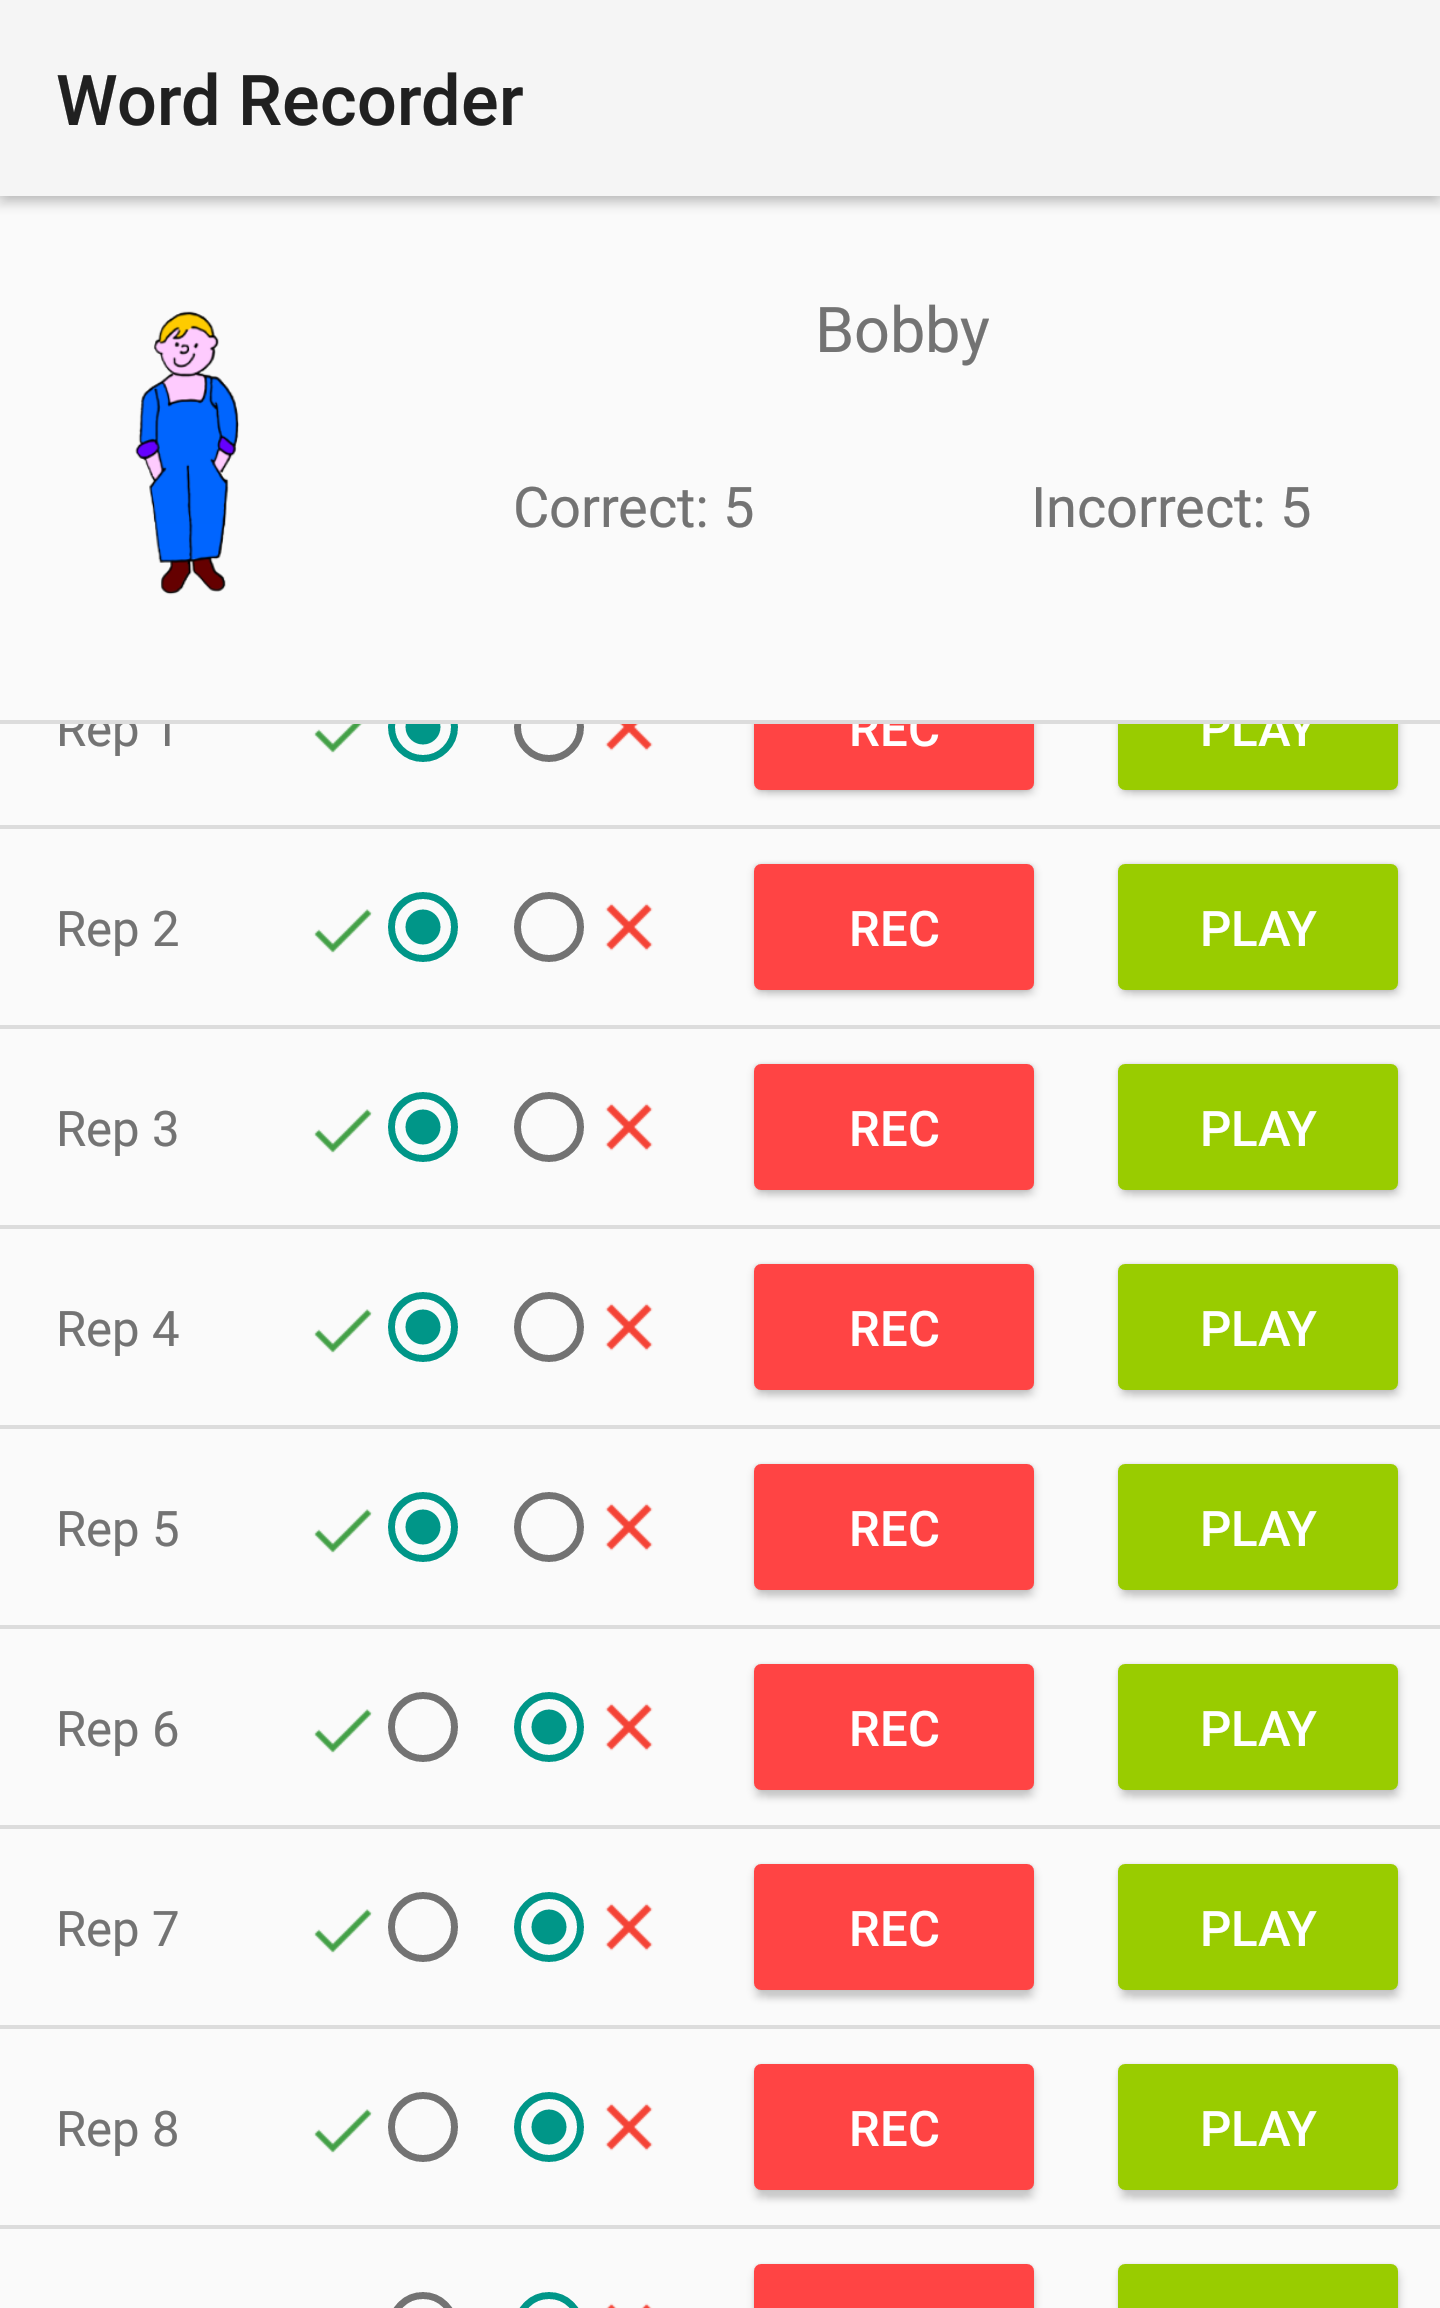 Word Recorder
Bobby
Correct: 5 Incorrect: 5
Rep 1 REC PLAY
Rep 2 REC PLAY
Rep 3 REC PLAY
Rep 4 REC PLAY
Rep 5 REC PLAY
Rep 6 REC PLAY
Rep 7 REC PLAY
Rep 8 REC PLAY